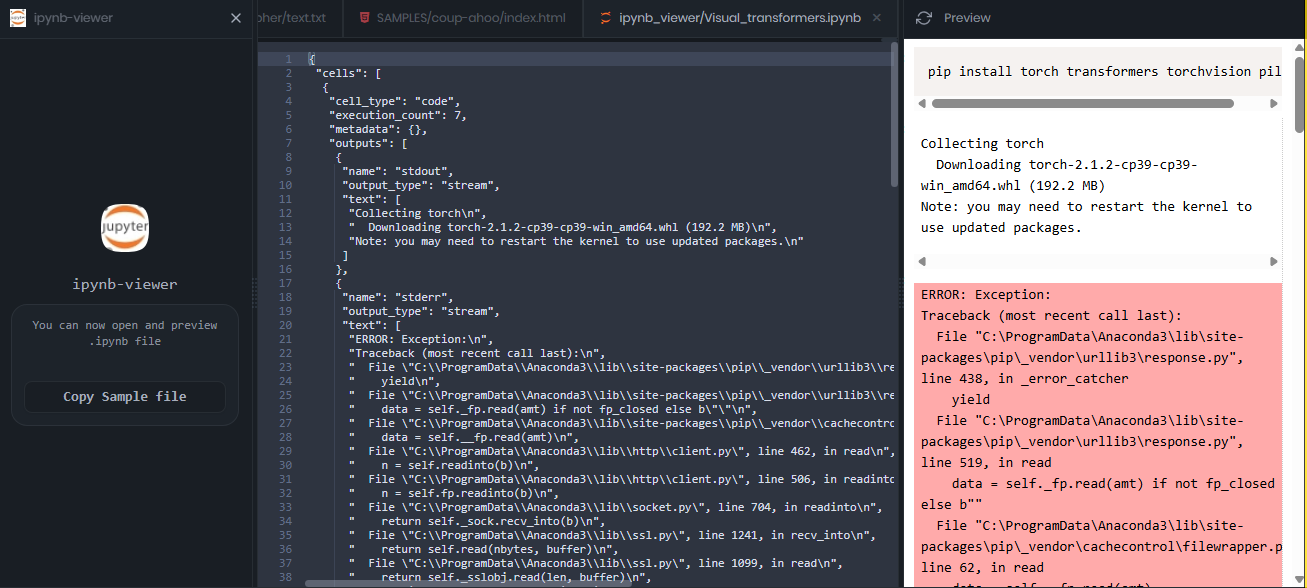 ipynb-viewer
pher/text.txt
SAMPLES/coup-ahoo/index.html
ipynb_viewer/Visual_transformers.ipynb
Preview
jupyter
ipynb-viewer
You can now open and preview
.ipynb file
Copy Sample file
1 {
2 "cells": [
3 {
4 "cell_type": "code",
5 "execution_count": 7,
6 "metadata": {},
7 "outputs": [
8 {
9 "name": "stdout",
10 "output_type": "stream",
11 "text": [
12 "Collecting torch\n",
13 "  Downloading torch-2.1.2-cp39-cp39-win_amd64.whl (192.2 MB)\n",
14 "Note: you may need to restart the kernel to use updated packages.\n"
15 ]
16 },
17 {
18 "name": "stderr",
19 "output_type": "stream",
20 "text": [
21 "ERROR: Exception:\n",
22 "Traceback (most recent call last):\n",
23 "  File \"C:\\ProgramData\\Anaconda3\\lib\\site-packages\\pip\\_vendor\\urllib3\\re
24 "    yield\n",
25 "  File \"C:\\ProgramData\\Anaconda3\\lib\\site-packages\\pip\\_vendor\\urllib3\\re
26 "    data = self._fp.read(amt) if not fp_closed else b\"\"\n",
27 "  File \"C:\\ProgramData\\Anaconda3\\lib\\site-packages\\pip\\_vendor\\cachecontro
28 "    data = self.__fp.read(amt)\n",
29 "  File \"C:\\ProgramData\\Anaconda3\\lib\\http\\client.py\", line 462, in read\n",
30 "    n = self.readinto(b)\n",
31 "  File \"C:\\ProgramData\\Anaconda3\\lib\\http\\client.py\", line 506, in readinto
32 "    n = self.fp.readinto(b)\n",
33 "  File \"C:\\ProgramData\\Anaconda3\\lib\\socket.py\", line 704, in readinto\n",
34 "    return self._sock.recv_into(b)\n",
35 "  File \"C:\\ProgramData\\Anaconda3\\lib\\ssl.py\", line 1241, in recv_into\n",
36 "    return self.read(nbytes, buffer)\n",
37 "  File \"C:\\ProgramData\\Anaconda3\\lib\\ssl.py\", line 1099, in read\n",
38 "    return self._sslobj.read(len, buffer)\n",
pip install torch transformers torchvision pil
Collecting torch
Downloading torch-2.1.2-cp39-cp39-
win_amd64.whl (192.2 MB)
Note: you may need to restart the kernel to
use updated packages.
ERROR: Exception:
Traceback (most recent call last):
File "C:\ProgramData\Anaconda3\lib\site-
packages\pip\_vendor\urllib3\response.py",
line 438, in _error_catcher
yield
File "C:\ProgramData\Anaconda3\lib\site-
packages\pip\_vendor\urllib3\response.py",
line 519, in read
data = self._fp.read(amt) if not fp_closed
else b""
File "C:\ProgramData\Anaconda3\lib\site-
packages\pip\_vendor\cachecontrol\filewrapper.p
line 62, in read